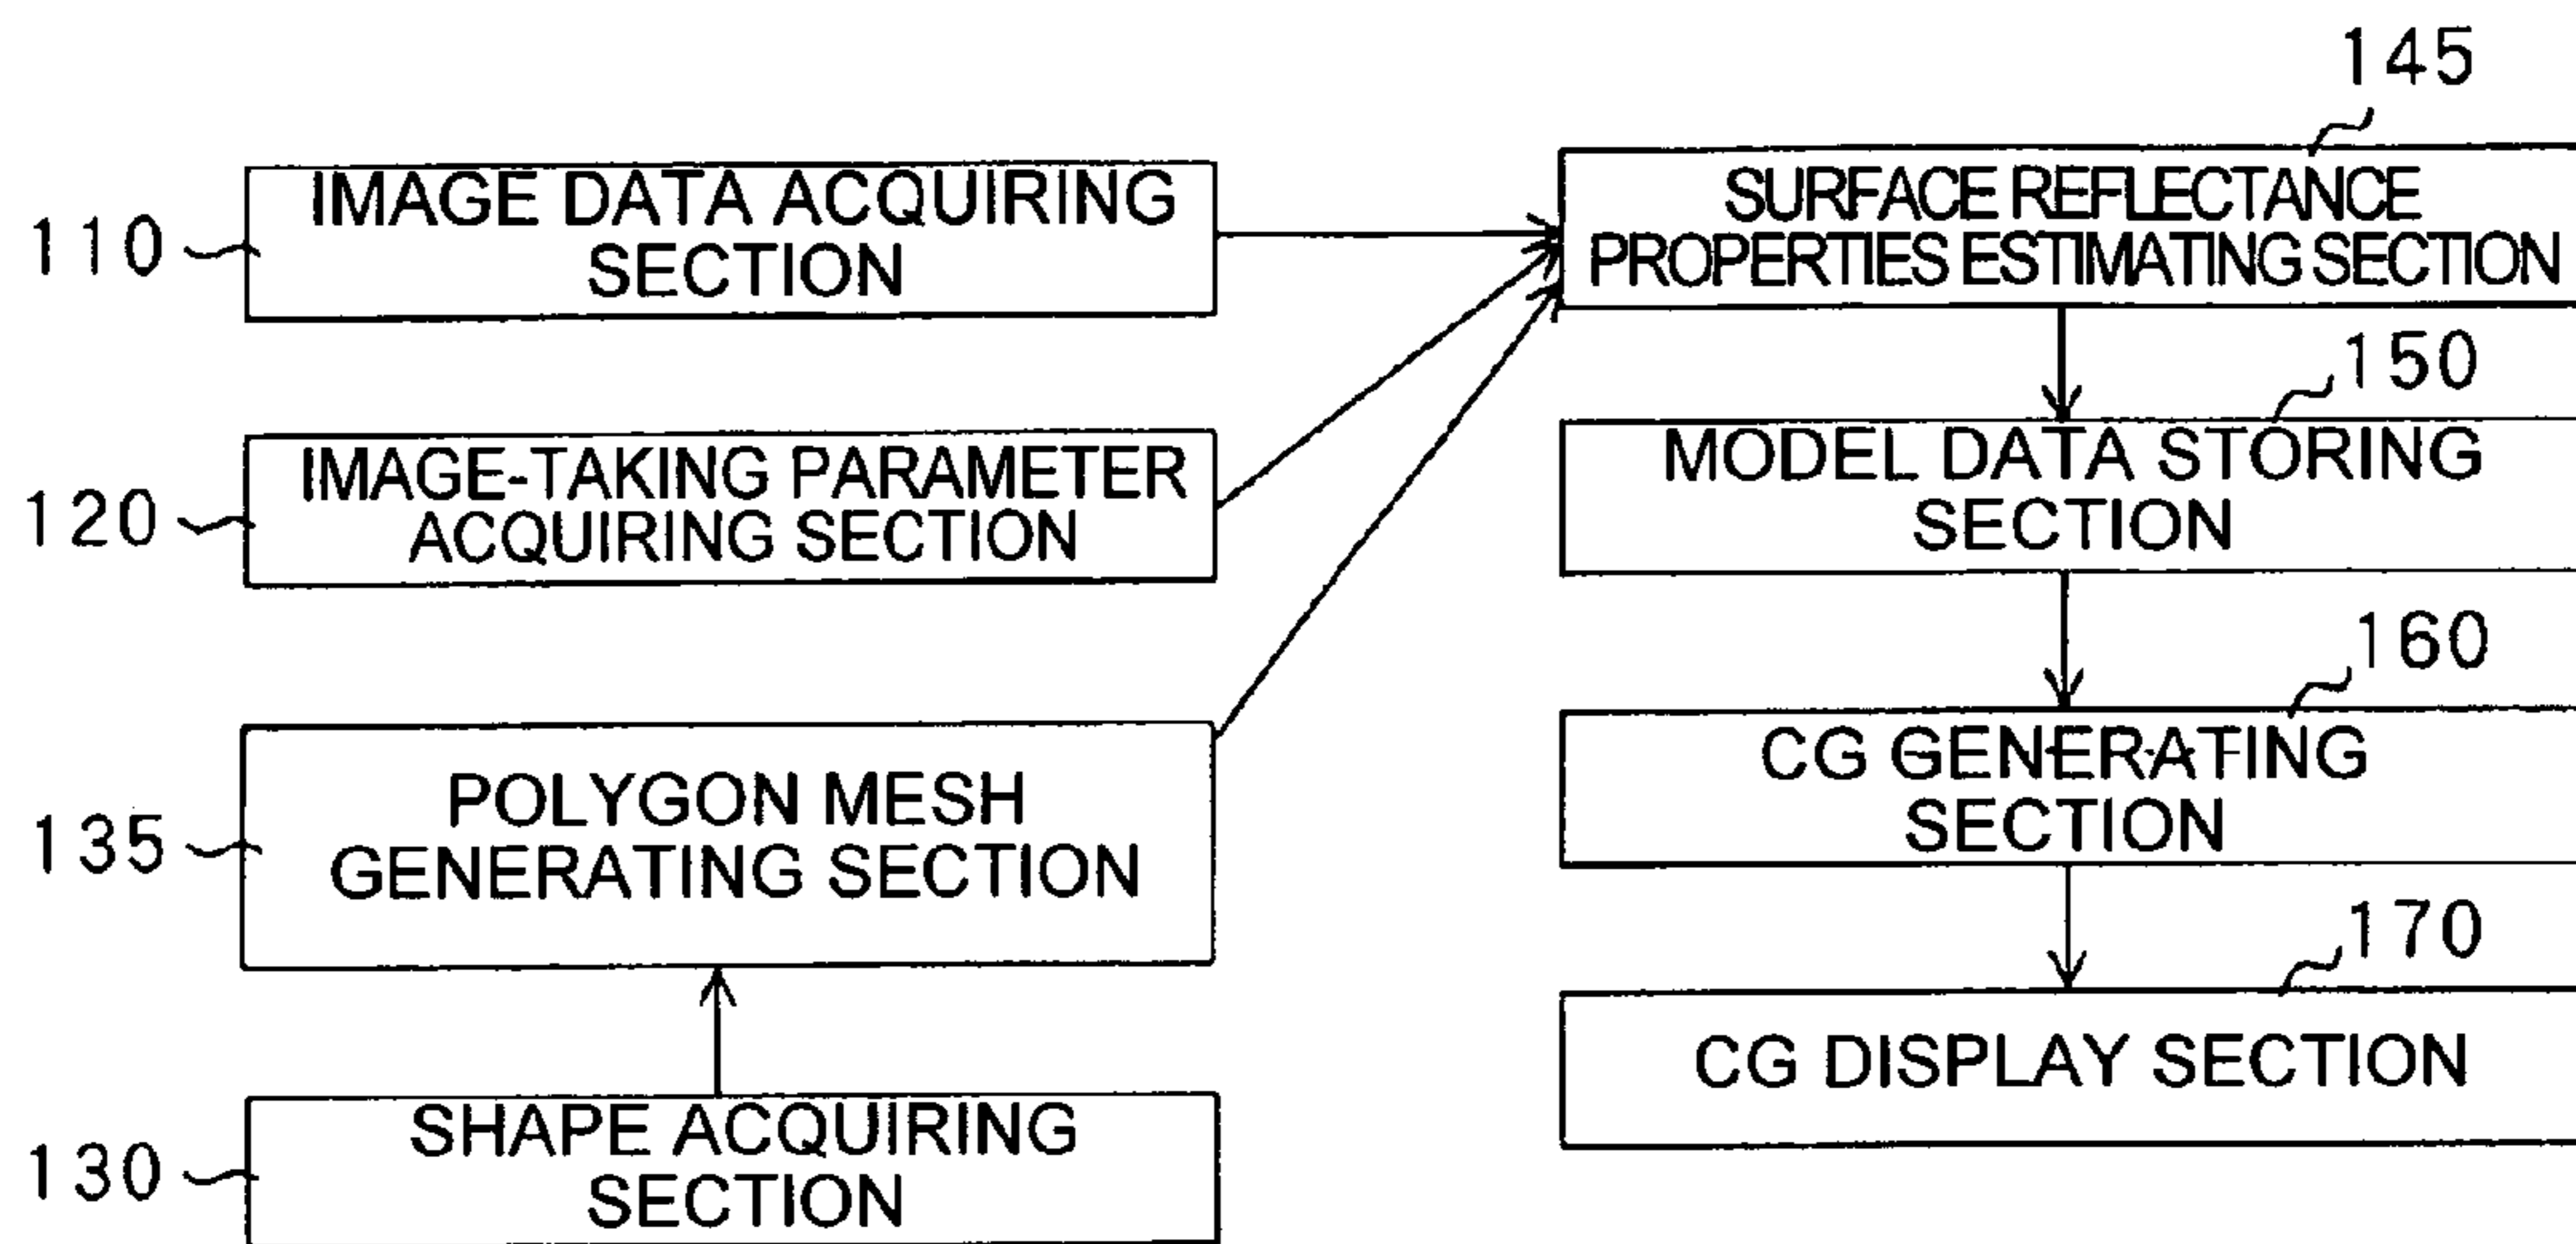 145
110
IMAGE DATA ACQUIRING
SECTION
SURFACE REFLECTANCE
PROPERTIES ESTIMATING SECTION
120
IMAGE-TAKING PARAMETER
ACQUIRING SECTION
150
MODEL DATA STORING
SECTION
160
CG GENERATING
SECTION
135
POLYGON MESH
GENERATING SECTION
170
CG DISPLAY SECTION
130
SHAPE ACQUIRING
SECTION